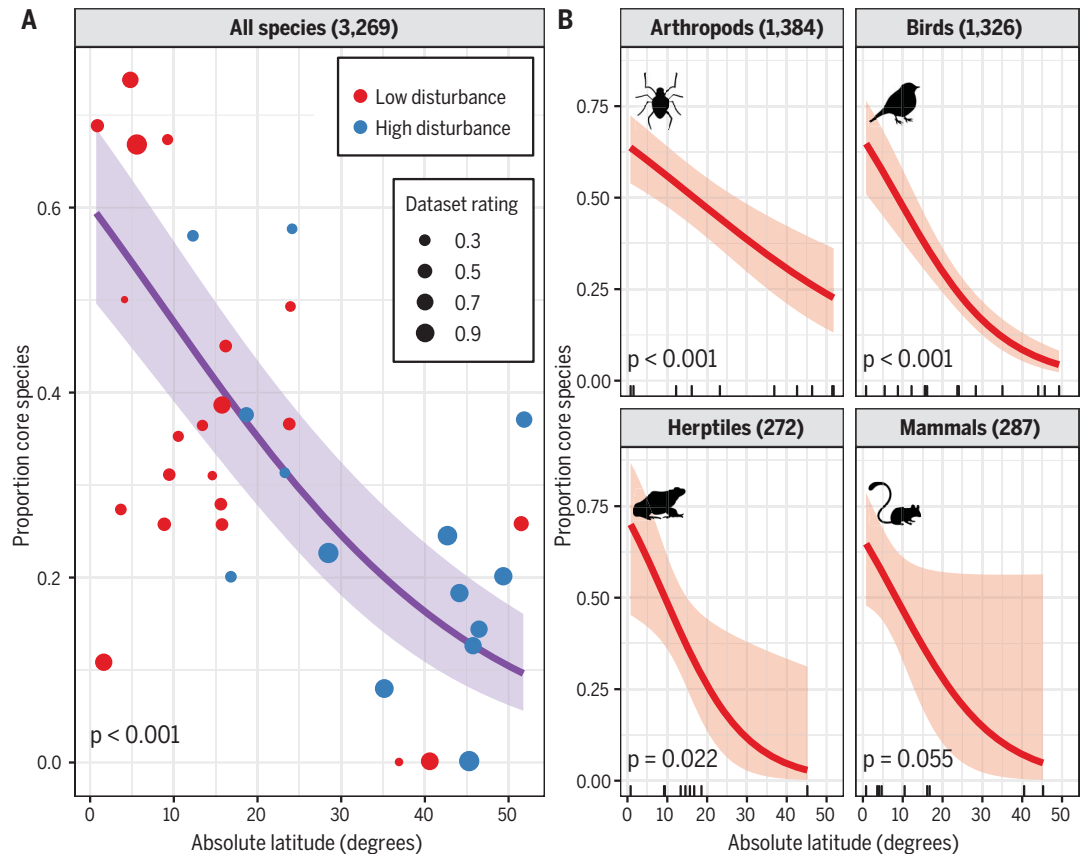 A
All species (3,269)
Low disturbance
High disturbance
Dataset rating
0.3
0.5
0.7
0.9
p < 0.001
Proportion core species
0.6
0.4
0.2
0.0
0 10 20 30 40 50
Absolute latitude (degrees)
B
Arthropods (1,384)
Birds (1,326)
p < 0.001
p < 0.001
0.75
0.50
0.25
0.00
Herptiles (272)
Mammals (287)
p = 0.022
p = 0.055
0.75
0.50
0.25
0.00
Proportion core species
0 10 20 30 40 50
0 10 20 30 40 50
Absolute latitude (degrees)